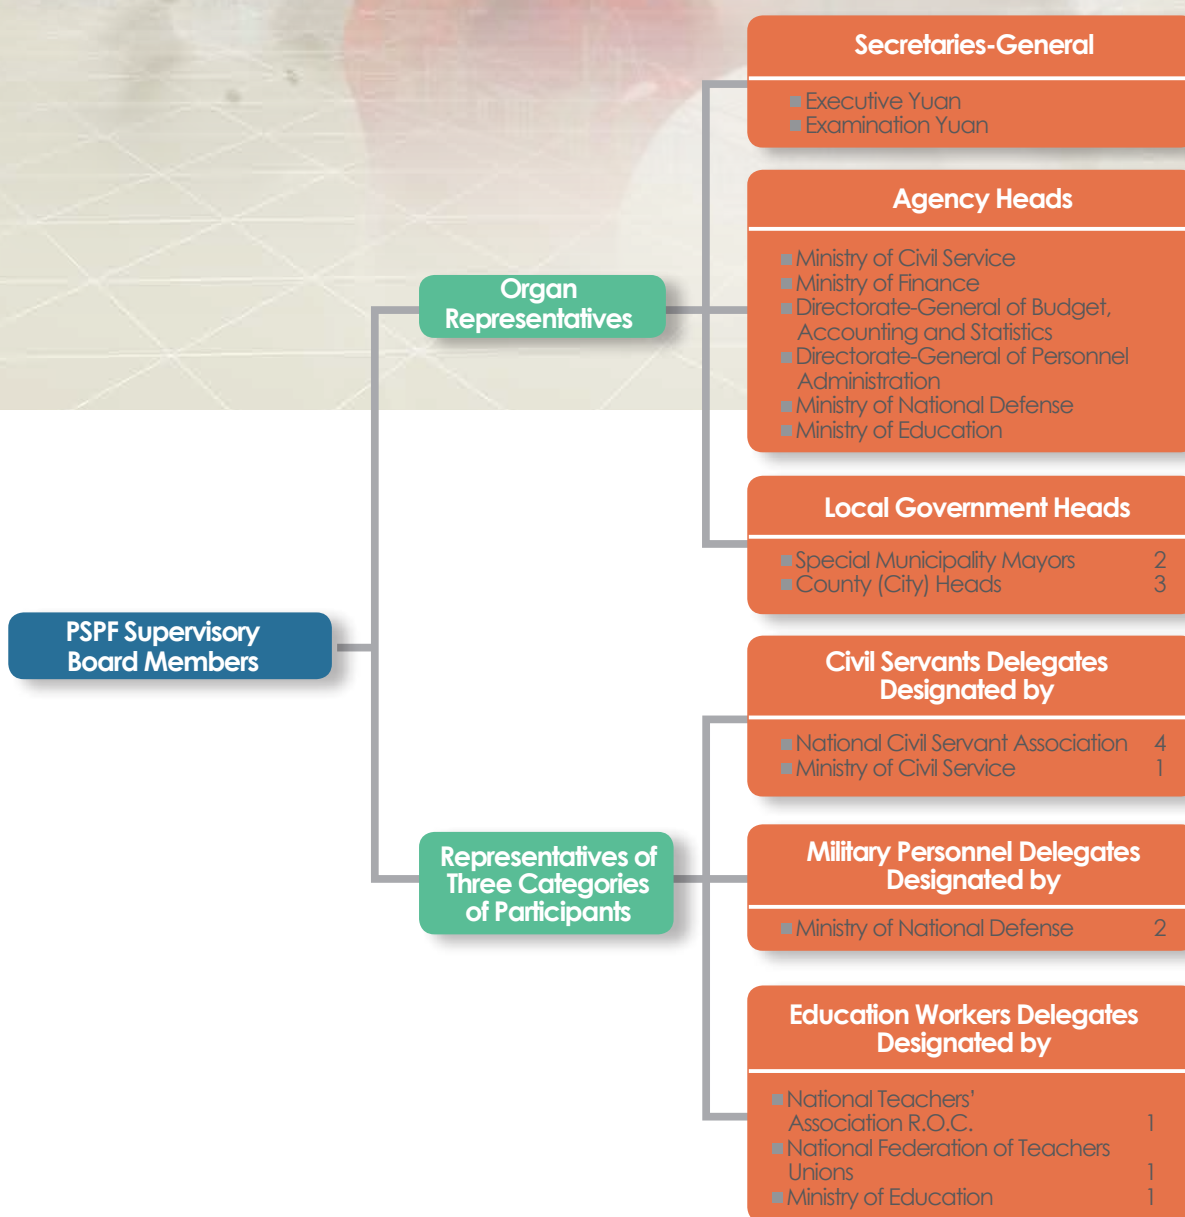 Secretaries-General
Executive Yuan
Examination Yuan
Agency Heads
Ministry of Civil Service
Ministry of Finance
Directorate-General of Budget,
Accounting and Statistics
Directorate-General of Personnel
Administration
Ministry of National Defense
Ministry of Education
Organ
Representatives
Local Government Heads
Special Municipality Mayors 2
County (City) Heads 3
PSPF Supervisory
Board Members
Civil Servants Delegates
Designated by
National Civil Servant Association 4
Ministry of Civil Service 1
Representatives of
Three Categories
of Participants
Military Personnel Delegates
Designated by
Ministry of National Defense 2
Education Workers Delegates
Designated by
National Teachers'
Association R.O.C. 1
National Federation of Teachers
Unions 1
Ministry of Education 1